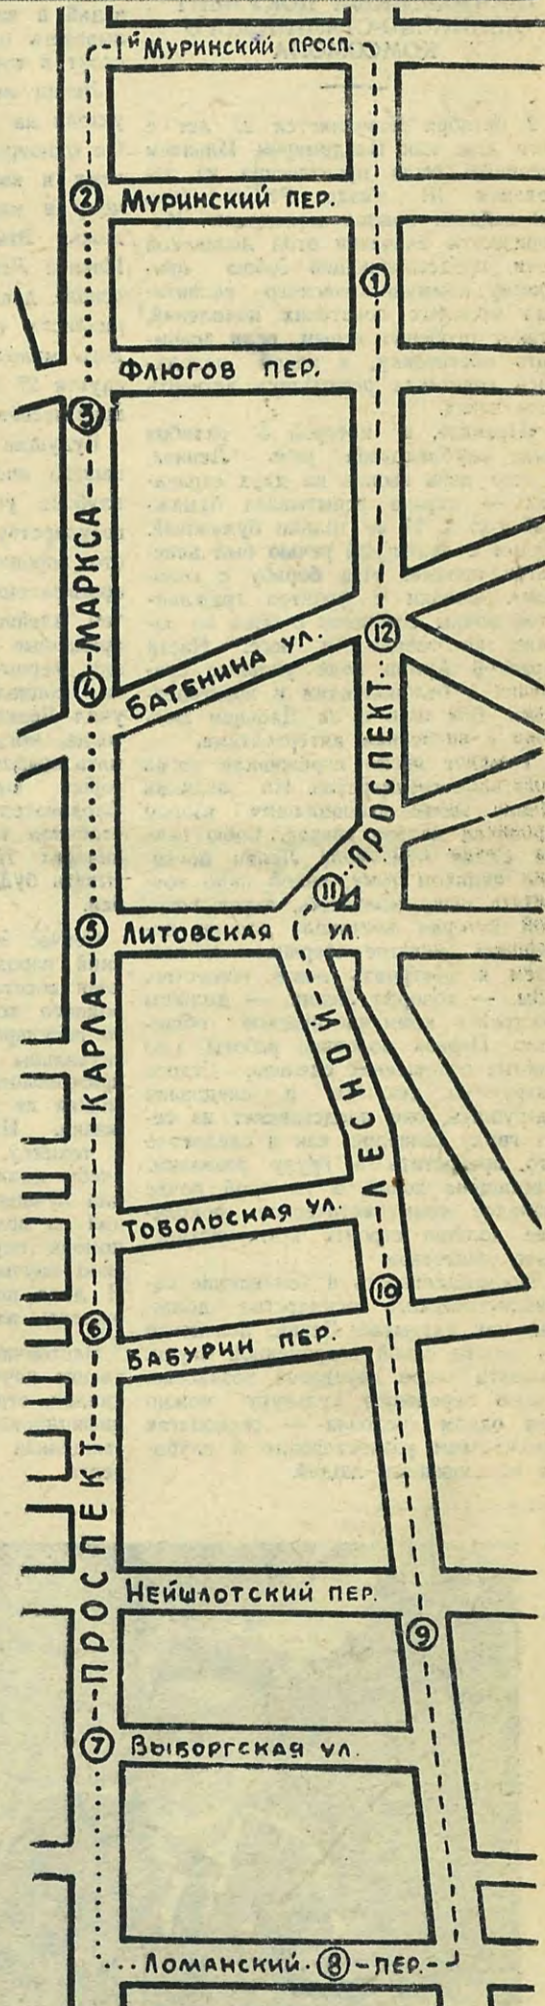 1й Муринский просп.
2 Муринский пер.
1
Флюгов пер.
3
12
Батенина ул.
4
11
5 Литовская ул
Тобольская ул.
10
6
Бабурин пер.
Нейшлотский пер.
9
7 Выборгская ул.
Ломанский 8 пер.
Проспект Карла Маркса
Лесной проспект